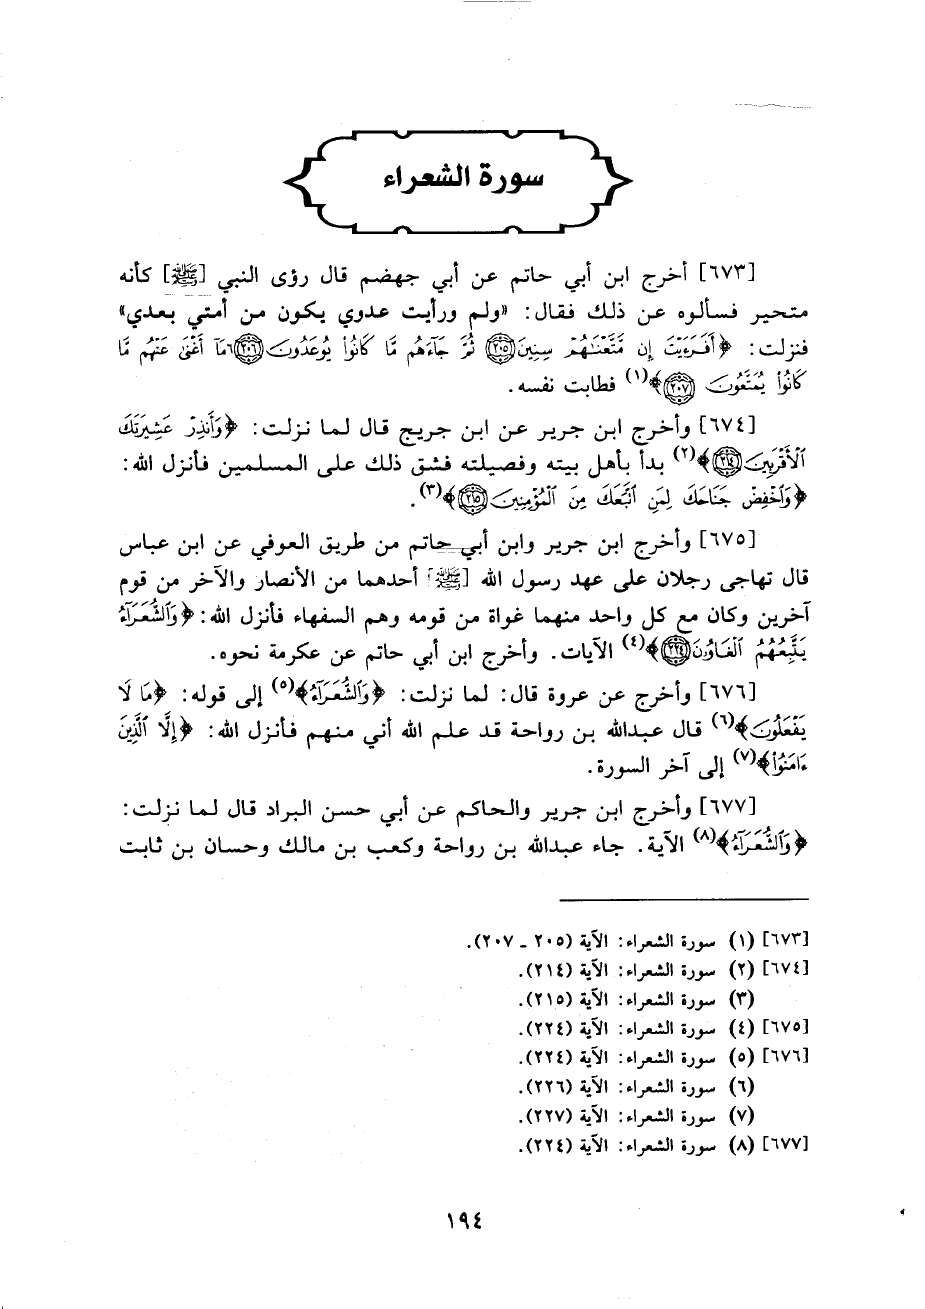 سورة الشعراء
[٦٧٣] أخرج ابن أبي حاتم عن أبي جهضم قال رؤى النبي [ﷺ] كأنه
متحير فسألوه عن ذلك فقال: «ولم ورأيت عدوي يكون من أمتي بعدي»
فنزلت: ﴿أَفَرَءَيْتَ إِن مَّتَّعْنَٰهُمْ سِنِينَ ٢٠٥ ثُمَّ جَآءَهُم مَّا كَانُوا۟ يُوعَدُونَ ٢٠٦ مَآ أَغْنَىٰ عَنْهُم مَّا
كَانُوا۟ يُمَتَّعُونَ ٢٠٧﴾(١) فطابت نفسه.
[٦٧٤] وأخرج ابن جرير عن ابن جريج قال لما نزلت: ﴿وَأَنذِرْ عَشِيرَتَكَ
ٱلْأَقْرَبِينَ ٢١٤﴾(٢) بدأ بأهل بيته وفصيلته فشق ذلك على المسلمين فأنزل الله:
﴿وَٱخْفِضْ جَنَاحَكَ لِمَنِ ٱتَّبَعَكَ مِنَ ٱلْمُؤْمِنِينَ ٢١٥﴾(٣).
[٦٧٥] وأخرج ابن جرير وابن أبي حاتم من طريق العوفي عن ابن عباس
قال تهاجى رجلان على عهد رسول الله [ﷺ] أحدهما من الأنصار والآخر من قوم
آخرين وكان مع كل واحد منهما غواة من قومه وهم السفهاء فأنزل الله: ﴿وَٱلشُّعَرَآءُ
يَتَّبِعُهُمُ ٱلْغَاوُۥنَ ٢٢٤﴾(٤) الآيات. وأخرج ابن أبي حاتم عن عكرمة نحوه.
[٦٧٦] وأخرج عن عروة قال: لما نزلت: ﴿وَٱلشُّعَرَآءُ﴾(٥) إلى قوله: ﴿مَا لَا
يَفْعَلُونَ﴾(٦) قال عبدالله بن رواحة قد علم الله أني منهم فأنزل الله: ﴿إِلَّا ٱلَّذِينَ
ءَامَنُوا۟﴾(٧) إلى آخر السورة.
[٦٧٧] وأخرج ابن جرير والحاكم عن أبي حسن البراد قال لما نزلت:
﴿وَٱلشُّعَرَآءُ﴾(٨) الآية. جاء عبدالله بن رواحة وكعب بن مالك وحسان بن ثابت
[٦٧٣] (١) سورة الشعراء: الآية (٢٠٥ ـ ٢٠٧).
[٦٧٤] (٢) سورة الشعراء: الآية (٢١٤).
(٣) سورة الشعراء: الآية (٢١٥).
[٦٧٥] (٤) سورة الشعراء: الآية (٢٢٤).
[٦٧٦] (٥) سورة الشعراء: الآية (٢٢٤).
(٦) سورة الشعراء: الآية (٢٢٦).
(٧) سورة الشعراء: الآية (٢٢٧).
[٦٧٧] (٨) سورة الشعراء: الآية (٢٢٤).
١٩٤